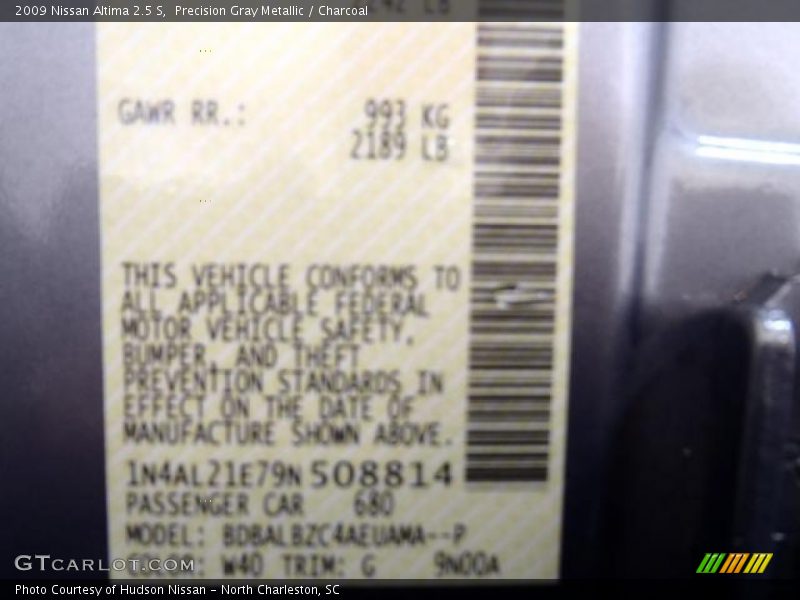 2009 Nissan Altima 2.5 S, Precision Gray Metallic / Charcoal
GAWR RR.: 993 KG
2189 LB
THIS VEHICLE CONFORMS TO
ALL APPLICABLE FEDERAL
MOTOR VEHICLE SAFETY,
BUMPER, AND THEFT
PREVENTION STANDARDS IN
EFFECT ON THE DATE OF
MANUFACTURE SHOWN ABOVE.
1N4AL21E79N508814
PASSENGER CAR 680
MODEL: BDBALBZC4AEUAMA--P
COLOR: W40 TRIM: G 9N00A
GTCARLOT.COM
Photo Courtesy of Hudson Nissan - North Charleston, SC